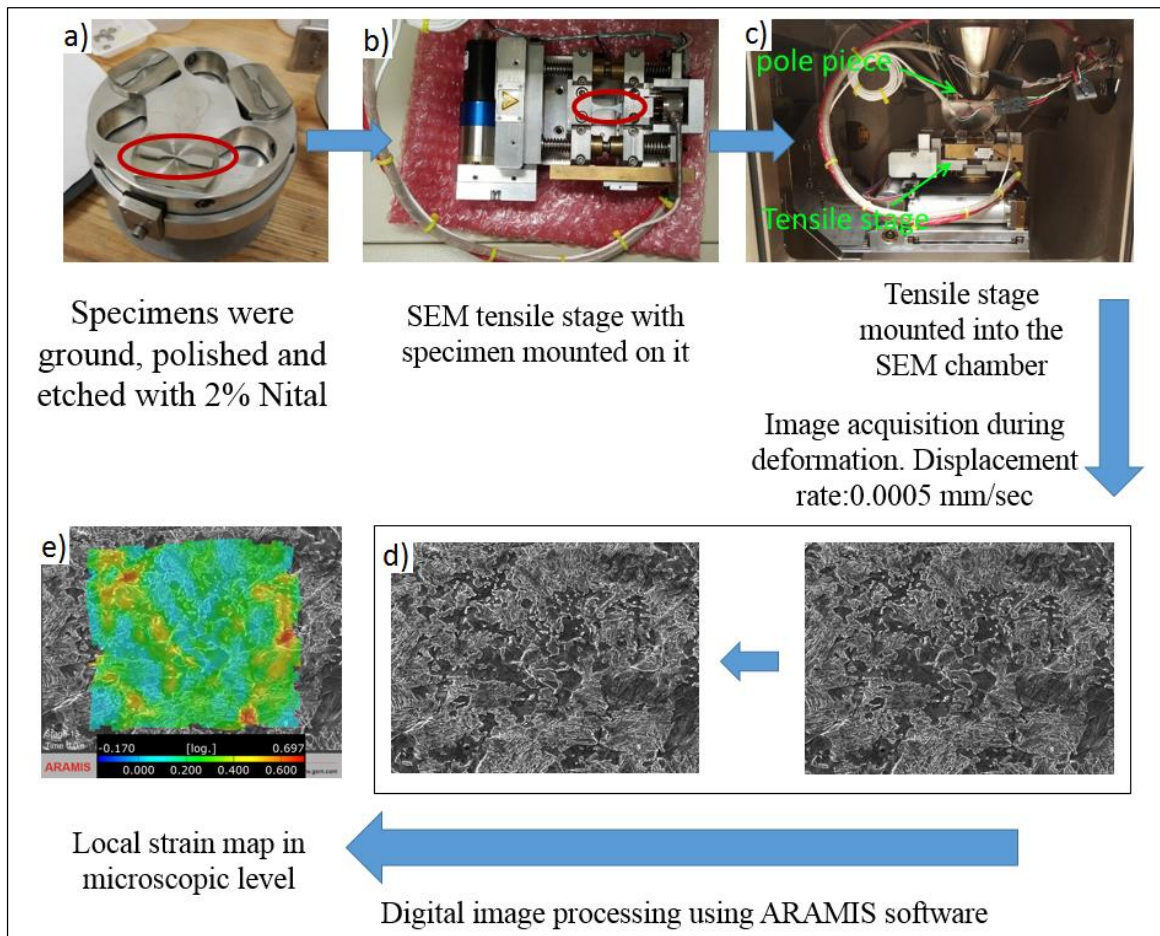 a)
b)
c)
pole piece
Tensile stage
Specimens were
ground, polished and
etched with 2% Nital
SEM tensile stage with
specimen mounted on it
Tensile stage
mounted into the
SEM chamber
Image acquisition during
deformation. Displacement
rate:0.0005 mm/sec
e)
d)
-0.170 [log.] 0.697
0.000 0.200 0.400 0.600
ARAMIS
Local strain map in
microscopic level
Digital image processing using ARAMIS software